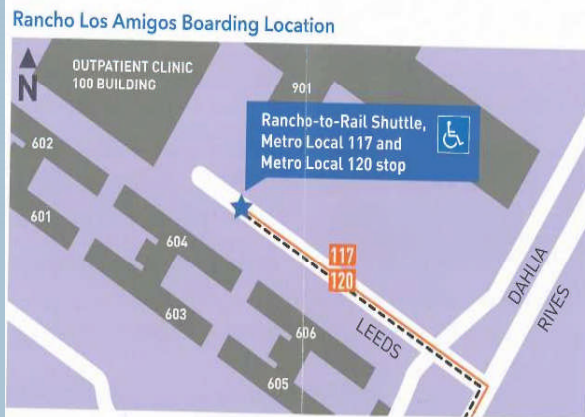 Rancho Los Amigos Boarding Location
N
OUTPATIENT CLINIC
100 BUILDING
901
Rancho-to-Rail Shuttle,
Metro Local 117 and
Metro Local 120 stop
602
601
604
603
606
605
117
120
LEEDS
DAHLIA
RIVES